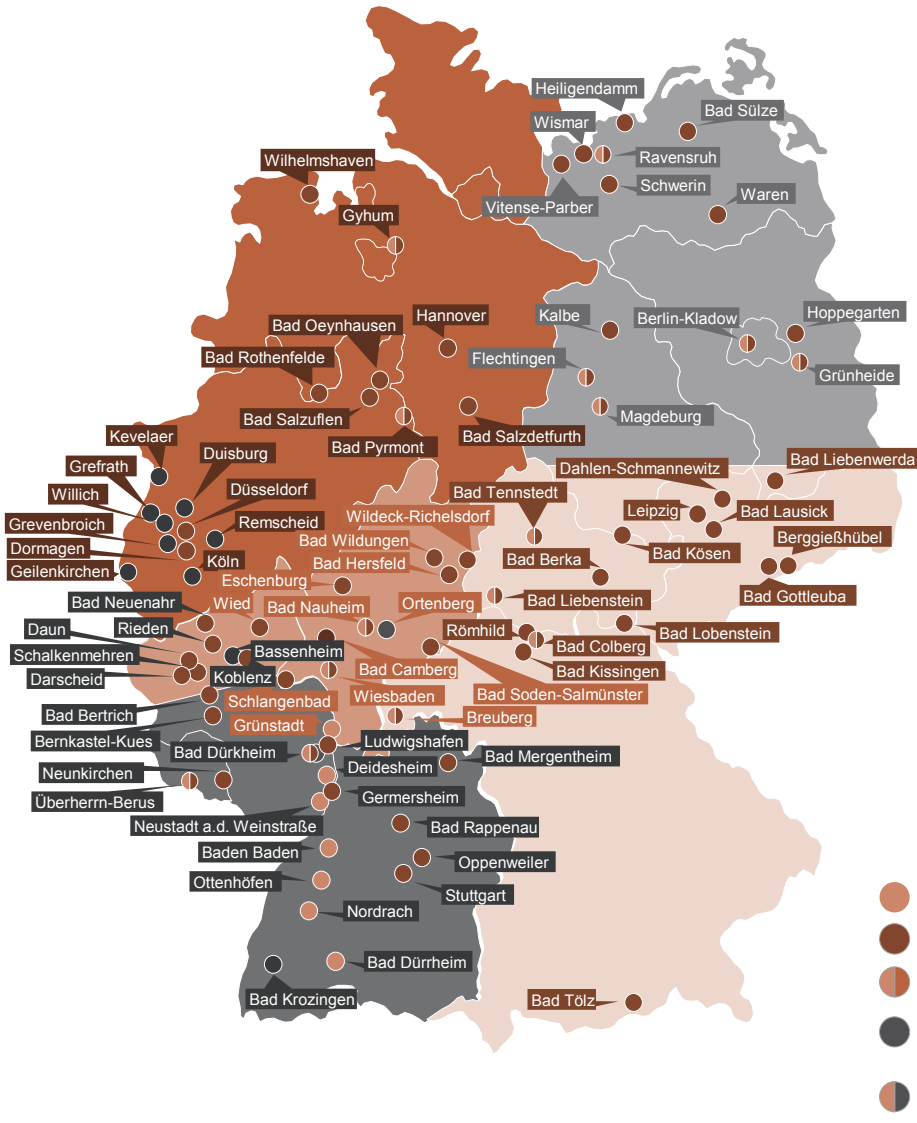 Heiligendamm
Bad Sülze
Wismar
Wilhelmshaven
Ravensruh
Schwerin
Waren
Vitense-Parber
Gyhum
Hannover
Kalbe
Berlin-Kladow
Hoppegarten
Bad Oeynhausen
Bad Rothenfelde
Flechtingen
Grünheide
Bad Salzuflen
Magdeburg
Bad Pyrmont
Bad Salzdetfurth
Kevelaer
Duisburg
Bad Liebenwerda
Grefrath
Dahlen-Schmannewitz
Willich
Düsseldorf
Bad Tennstedt
Wildeck-Richelsdorf
Leipzig
Bad Lausick
Grevenbroich
Remscheid
Bad Wildungen
Dormagen
Köln
Bad Hersfeld
Bad Berka
Bad Kösen
Berggießhübel
Geilenkirchen
Eschenburg
Bad Gottleuba
Bad Neuenahr
Wied
Bad Nauheim
Ortenberg
Bad Liebenstein
Daun
Rieden
Römhild
Bad Colberg
Bad Lobenstein
Schalkenmehren
Bassenheim
Bad Kissingen
Darscheid
Koblenz
Bad Camberg
Schlangenbad
Wiesbaden
Bad Soden-Salmünster
Bad Bertrich
Grünstadt
Breuberg
Bernkastel-Kues
Ludwigshafen
Bad Dürkheim
Bad Mergentheim
Neunkirchen
Deidesheim
Überherrn-Berus
Germersheim
Neustadt a.d. Weinstraße
Bad Rappenau
Baden Baden
Oppenweiler
Ottenhöfen
Stuttgart
Nordrach
Bad Dürrheim
Bad Krozingen
Bad Tölz